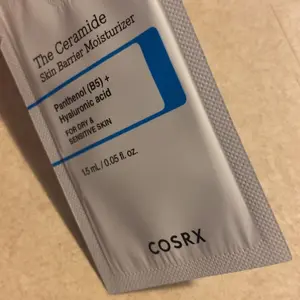 The Ceramide
Skin Barrier Moisturizer
Panthenol (B5) +
Hyaluronic acid
FOR DRY &
SENSITIVE SKIN
1.5 mL / 0.05 fl. oz.
COSRX